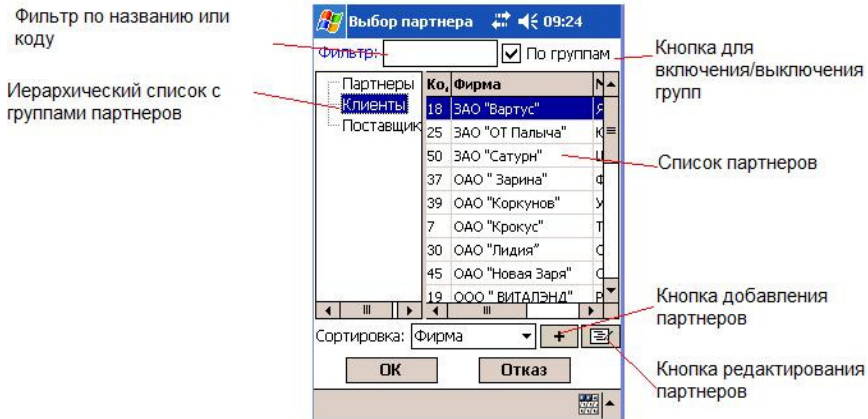 Фильтр по названию или
коду
Иерархический список с
группами партнеров
Выбор партнера 09:24
Фильтр: По группам
Партнеры
Клиенты
Поставщик
Ко, Фирма
18 ЗАО "Вартус"
25 ЗАО "ОТ Палыча"
50 ЗАО "Сатурн"
37 ОАО " Зарина"
39 ОАО "Коркунов"
7 ОАО "Крокус"
30 ОАО "Лидия"
45 ОАО "Новая Заря"
19 ООО " ВИТАЛЭНД"
Сортировка: Фирма
ОК Отказ
Кнопка для
включения/выключения
групп
Список партнеров
Кнопка добавления
партнеров
Кнопка редактирования
партнеров